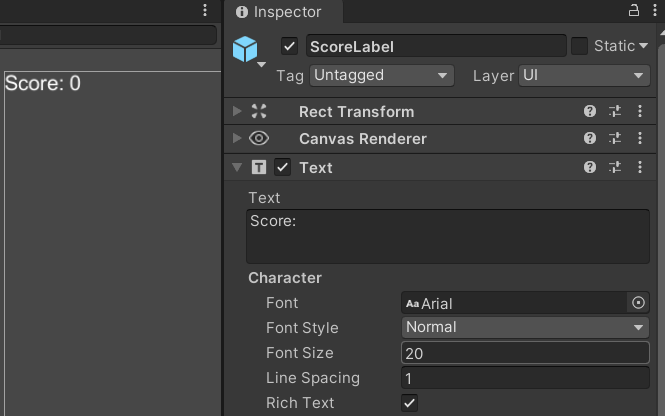 Inspector
ScoreLabel
Static
Tag Untagged Layer UI
Score: 0
Rect Transform
Canvas Renderer
Text
Text
Score:
Character
Font Aa Arial
Font Style Normal
Font Size 20
Line Spacing 1
Rich Text